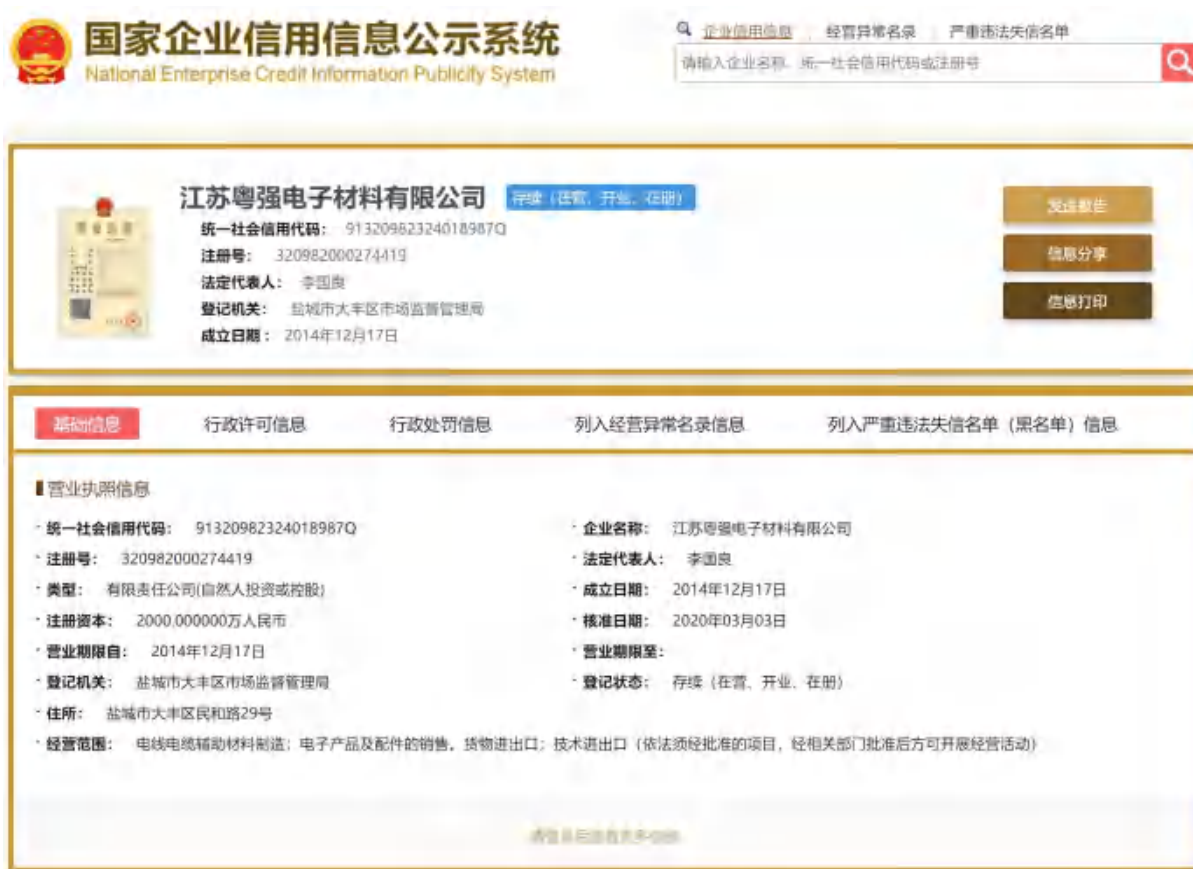 国家企业信用信息公示系统
National Enterprise Credit Information Publicity System
企业信用信息 经营异常名录 严重违法失信名单
请输入企业名称、统一社会信用代码或注册号
江苏粤强电子材料有限公司 存续（在营、开业、在册）
统一社会信用代码： 91320982324018987Q
注册号： 320982000274419
法定代表人： 李国良
登记机关： 盐城市大丰区市场监督管理局
成立日期： 2014年12月17日
营业执照
发送报告
信息分享
信息打印
基础信息 行政许可信息 行政处罚信息 列入经营异常名录信息 列入严重违法失信名单（黑名单）信息
营业执照信息
· 统一社会信用代码： 91320982324018987Q · 企业名称： 江苏粤强电子材料有限公司
· 注册号： 320982000274419 · 法定代表人： 李国良
· 类型： 有限责任公司(自然人投资或控股) · 成立日期： 2014年12月17日
· 注册资本： 2000.000000万人民币 · 核准日期： 2020年03月03日
· 营业期限自： 2014年12月17日 · 营业期限至：
· 登记机关： 盐城市大丰区市场监督管理局 · 登记状态： 存续（在营、开业、在册）
· 住所： 盐城市大丰区民和路29号
· 经营范围： 电线电缆辅助材料制造；电子产品及配件的销售，货物进出口；技术进出口（依法须经批准的项目，经相关部门批准后方可开展经营活动）